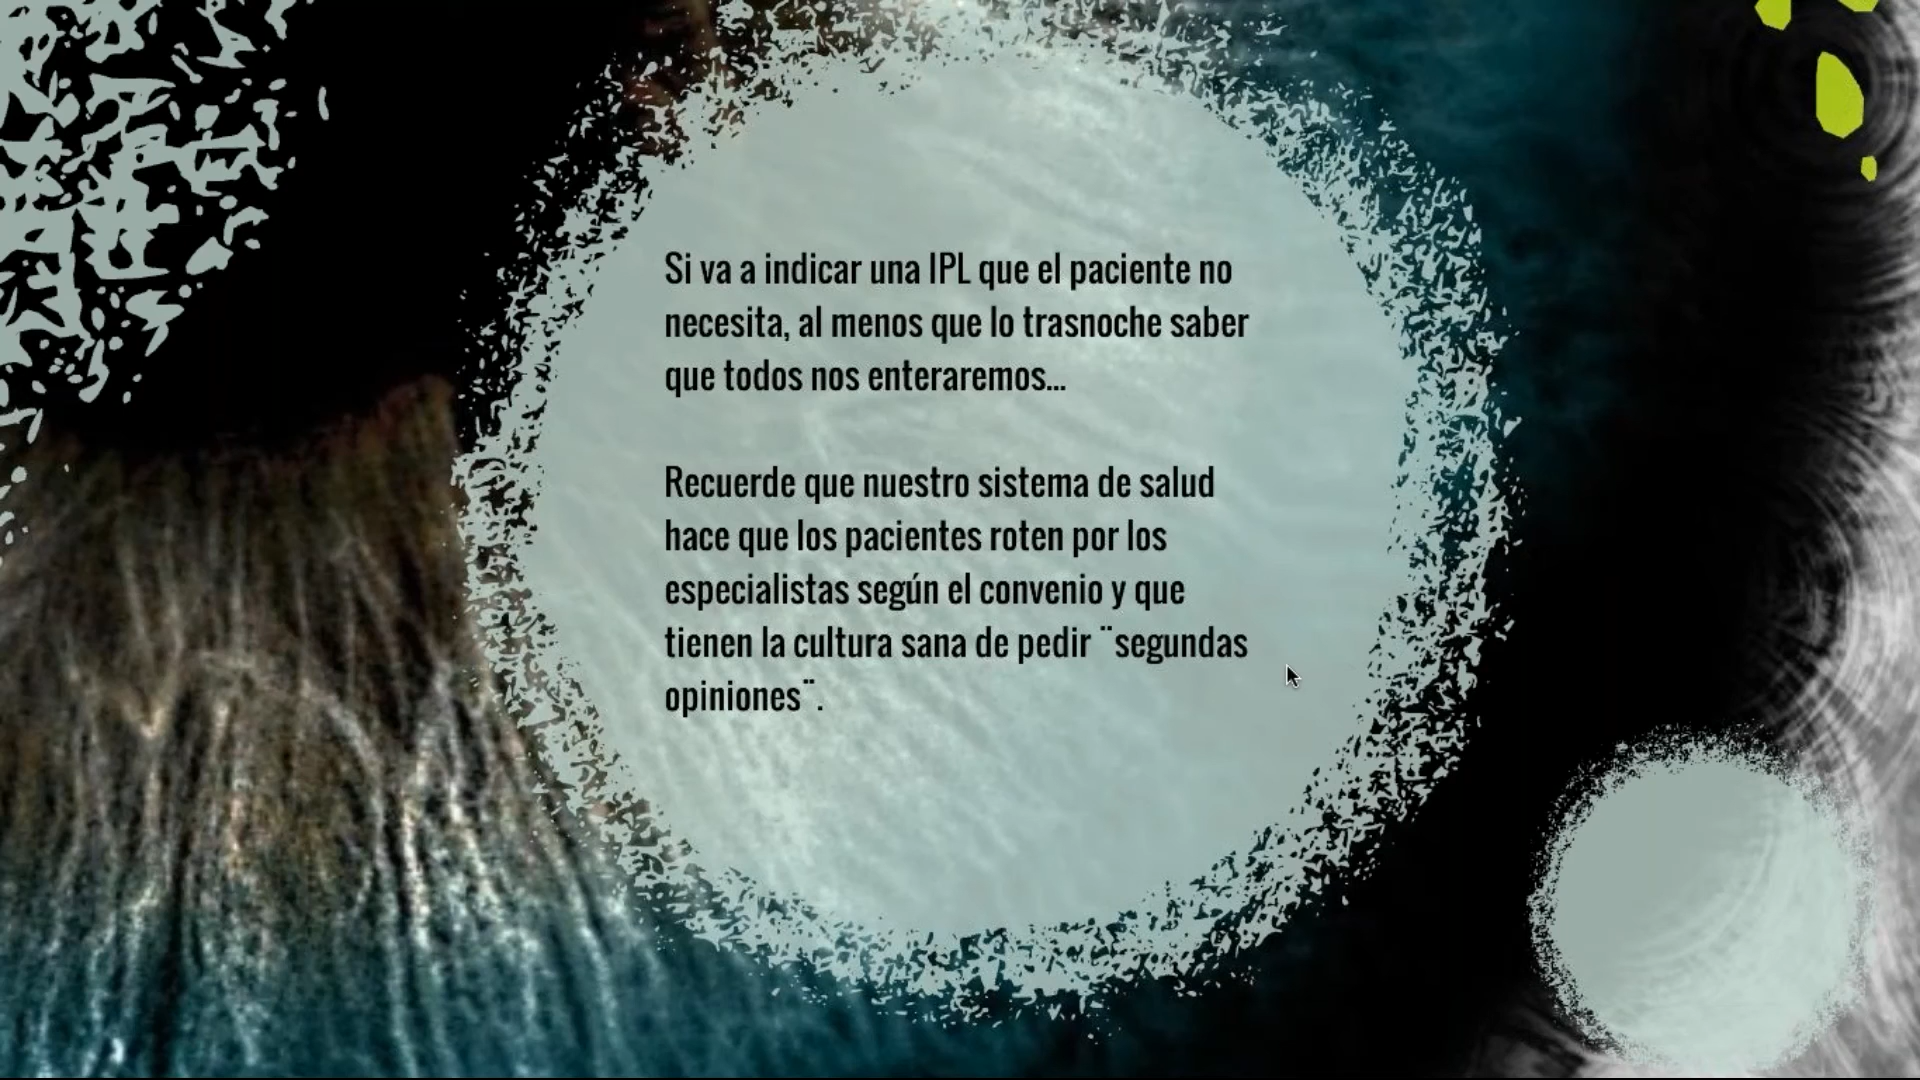 Si va a indicar una IPL que el paciente no
necesita, al menos que lo trasnoche saber
que todos nos enteraremos...
Recuerde que nuestro sistema de salud
hace que los pacientes roten por los
especialistas según el convenio y que
tienen la cultura sana de pedir ¨segundas
opiniones¨.